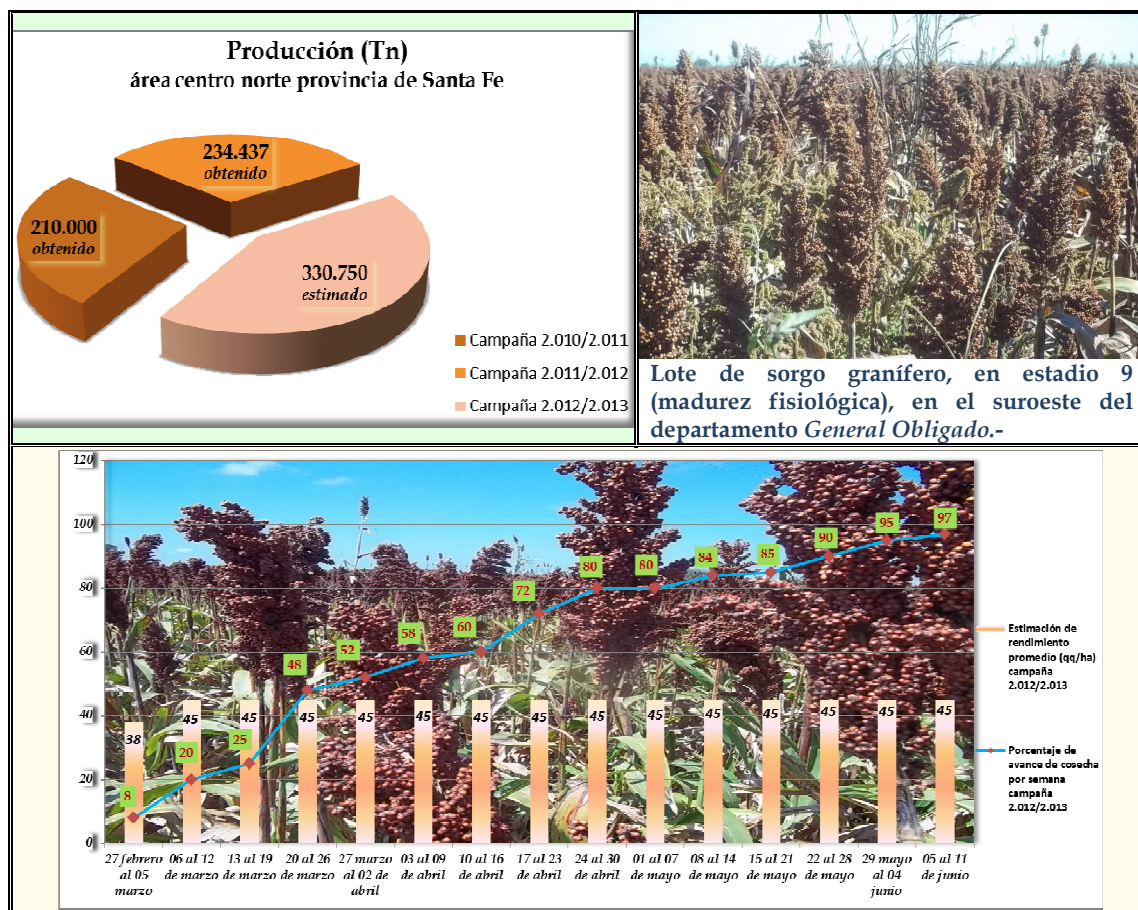 Producción (Tn)
área centro norte provincia de Santa Fe
234.437
obtenido
210.000
obtenido
330.750
estimado
Campaña 2.010/2.011
Campaña 2.011/2.012
Campaña 2.012/2.013
Lote de sorgo granífero, en estadio 9
(madurez fisiológica), en el suroeste del
departamento General Obligado.-
120
100
80
60
40
20
0
8
20
25
48
52
58
60
72
80
80
84
85
90
95
97
38
45
45
45
45
45
45
45
45
45
45
45
45
45
45
27 febrero
al 05
marzo
06 al 12
de marzo
13 al 19
de marzo
20 al 26
de marzo
27 marzo
al 02 de
abril
03 al 09
de abril
10 al 16
de abril
17 al 23
de abril
24 al 30
de abril
01 al 07
de mayo
08 al 14
de mayo
15 al 21
de mayo
22 al 28
de mayo
29 mayo
al 04
junio
05 al 11
de junio
Estimación de
rendimiento
promedio (qq/ha)
campaña
2.012/2.013
Porcentaje de
avance de cosecha
por semana
campaña
2.012/2.013